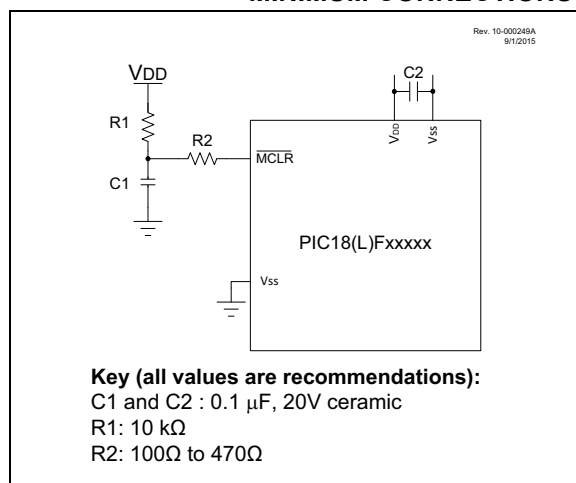 Rev. 10-000249A
9/1/2015
VDD
C2
R1
R2
VDD
Vss
MCLR
C1
PIC18(L)Fxxxxx
Vss
Key (all values are recommendations):
C1 and C2 : 0.1 μF, 20V ceramic
R1: 10 kΩ
R2: 100Ω to 470Ω